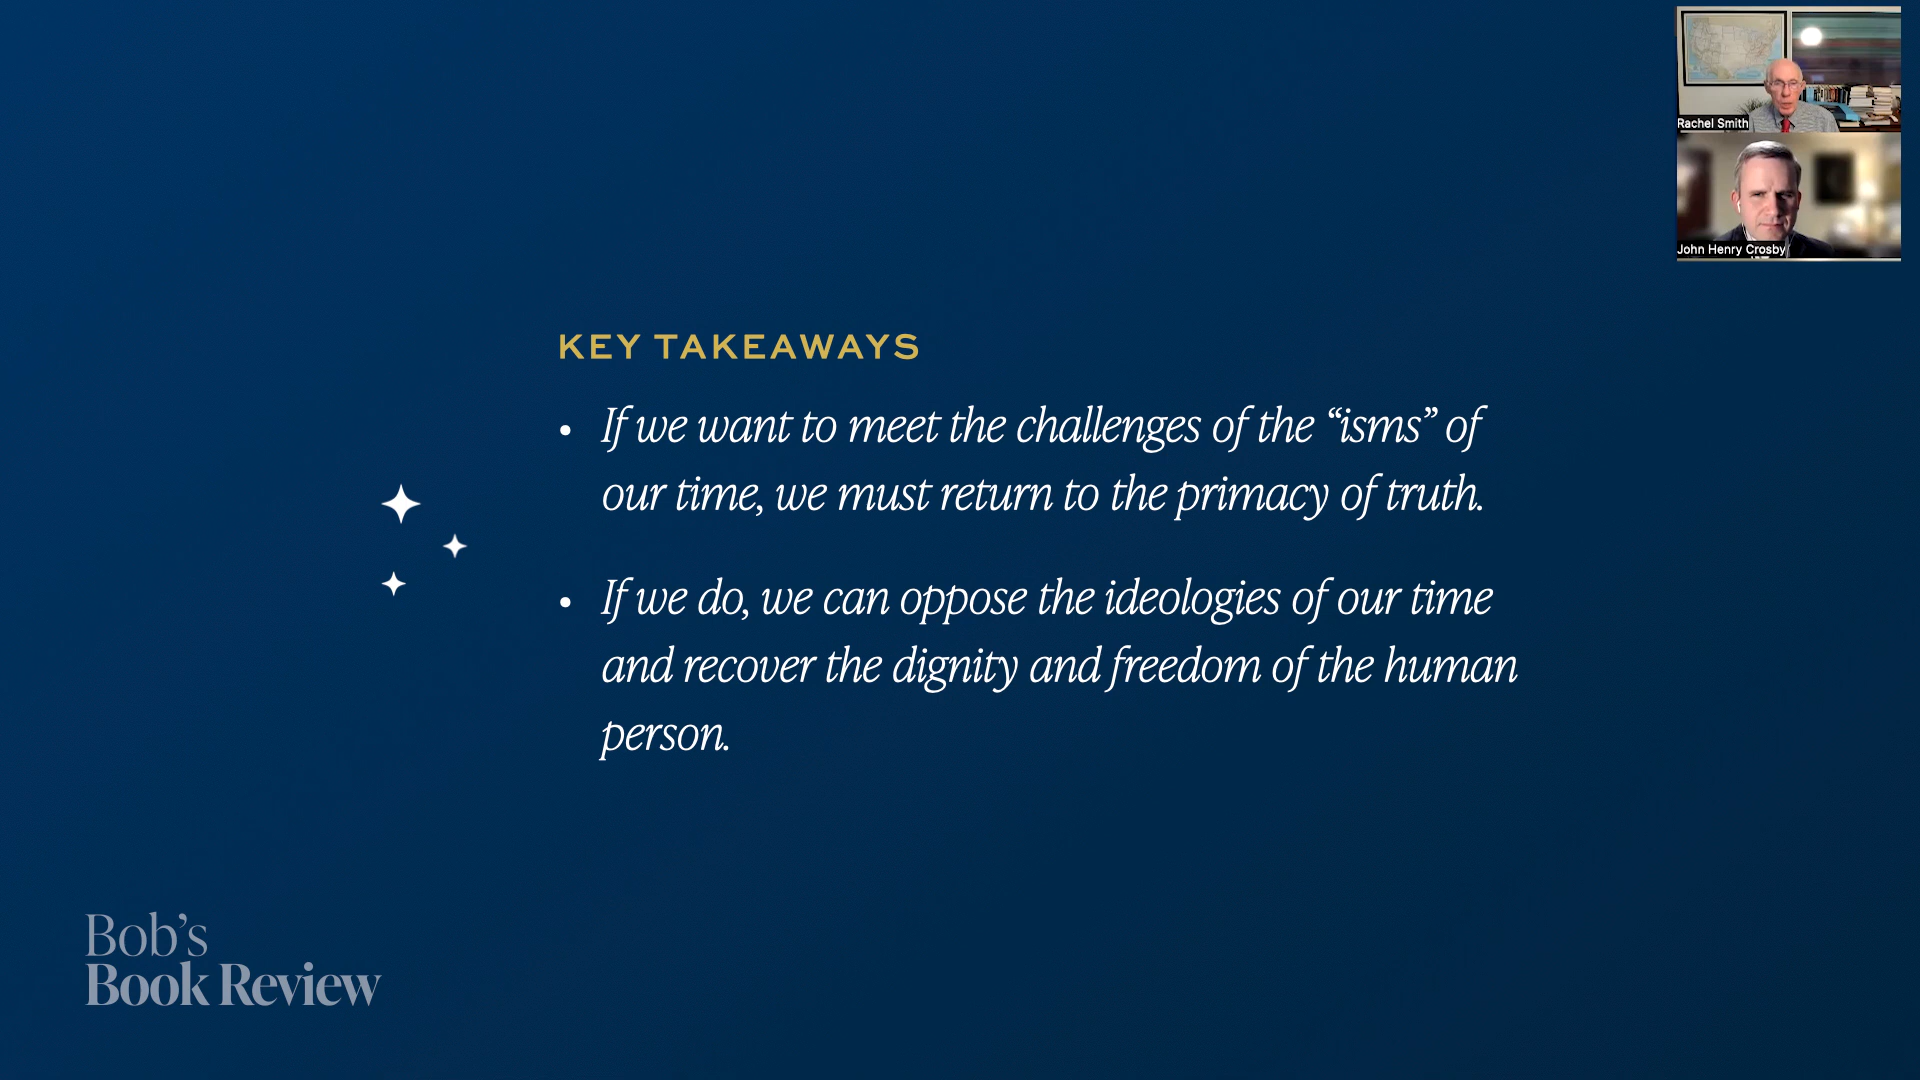 Rachel Smith
John Henry Crosby
KEY TAKEAWAYS
• If we want to meet the challenges of the “isms” of
our time, we must return to the primacy of truth.
• If we do, we can oppose the ideologies of our time
and recover the dignity and freedom of the human
person.
Bob’s
Book Review